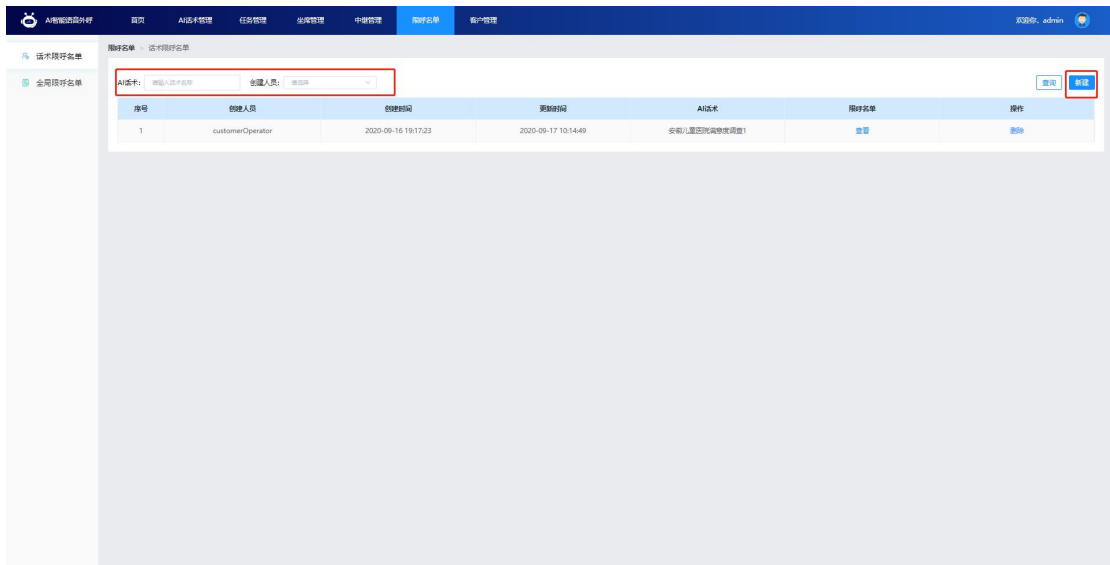 AI智能语音外呼 首页 AI话术管理 任务管理 坐席管理 中继管理 限呼名单 客户管理 欢迎你，admin
话术限呼名单
全局限呼名单
限呼名单 > 话术限呼名单
AI话术： 请输入话术名称 创建人员： 请选择 查询 新建
序号 创建人员 创建时间 更新时间 AI话术 限呼名单 操作
1 customerOperator 2020-09-16 19:17:23 2020-09-17 10:14:49 安徽儿童医院满意度调查1 查看 删除